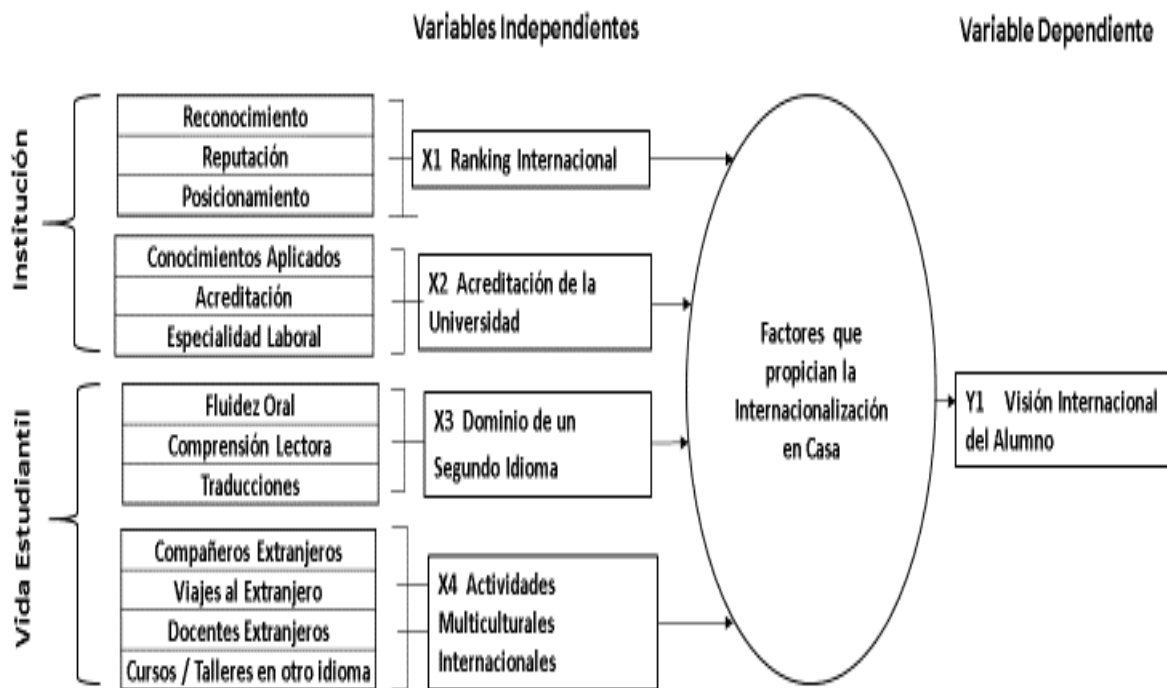 Variables Independientes
Variable Dependiente
Institución
Reconocimiento
Reputación
Posicionamiento
X1 Ranking Internacional
Conocimientos Aplicados
Acreditación
Especialidad Laboral
X2 Acreditación de la
Universidad
Vida Estudiantil
Fluidez Oral
Comprensión Lectora
Traducciones
X3 Dominio de un
Segundo Idioma
Compañeros Extranjeros
Viajes al Extranjero
Docentes Extranjeros
Cursos / Talleres en otro idioma
X4 Actividades
Multiculturales
Internacionales
Factores que
propician la
Internacionalización
en Casa
Y1 Visión Internacional
del Alumno